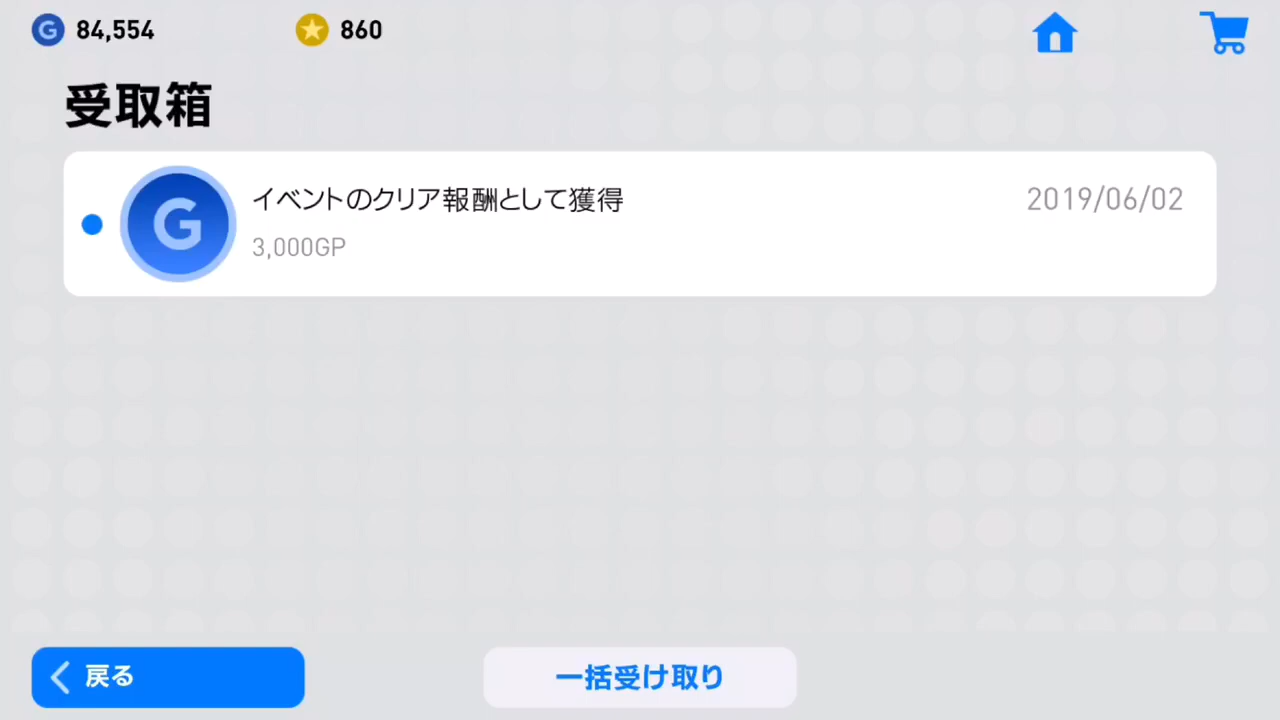 84,554
860
受取箱
イベントのクリア報酬として獲得
2019/06/02
3,000GP
戻る
一括受け取り